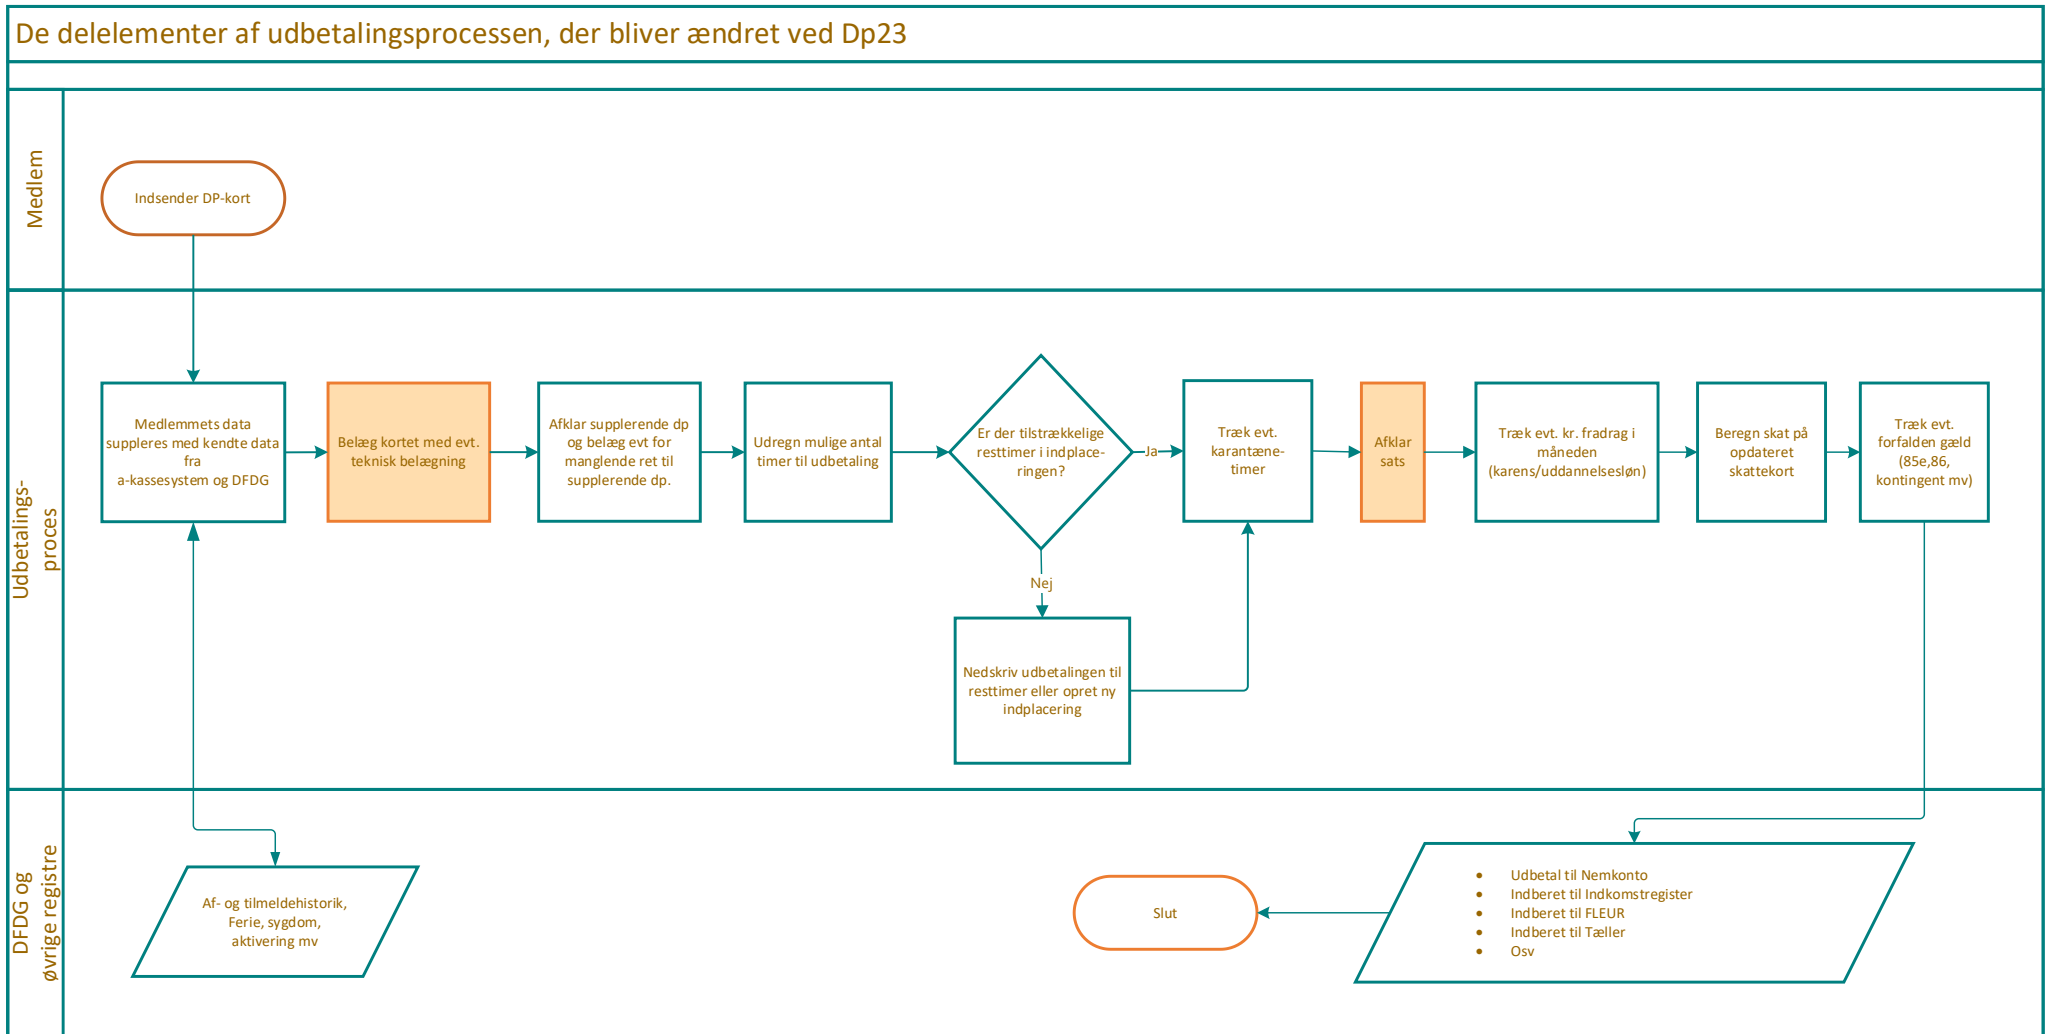 De delelementer af udbetalingsprocessen, der bliver ændret ved Dp23
Medlem
Indsender DP-kort
Udbetalings-
proces
Medlemmets data
suppleres med kendte data
fra
a-kassesystem og DFDG
Belæg kortet med evt.
teknisk belægning
Afklar supplerende dp
og belæg evt for
manglende ret til
supplerende dp.
Udregn mulige antal
timer til udbetaling
Er der tilstrækkelige
resttimer i indplace-
ringen?
Ja
Nej
Nedskriv udbetalingen til
resttimer eller opret ny
indplacering
Træk evt.
karantæne-
timer
Afklar
sats
Træk evt. kr. fradrag i
måneden
(karens/uddannelsesløn)
Beregn skat på
opdateret
skattekort
Træk evt.
forfalden gæld
(85e,86,
kontingent mv)
DFDG og
øvrige registre
Af- og tilmeldehistorik,
Ferie, sygdom,
aktivering mv
Slut
• Udbetal til Nemkonto
• Indberet til Indkomstregister
• Indberet til FLEUR
• Indberet til Tæller
• Osv